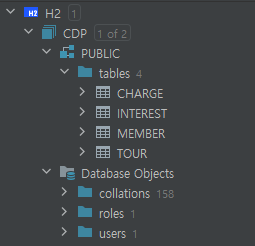 H2 H2 1
CDP 1 of 2
PUBLIC
tables 4
CHARGE
INTEREST
MEMBER
TOUR
Database Objects
collations 158
roles 1
users 1